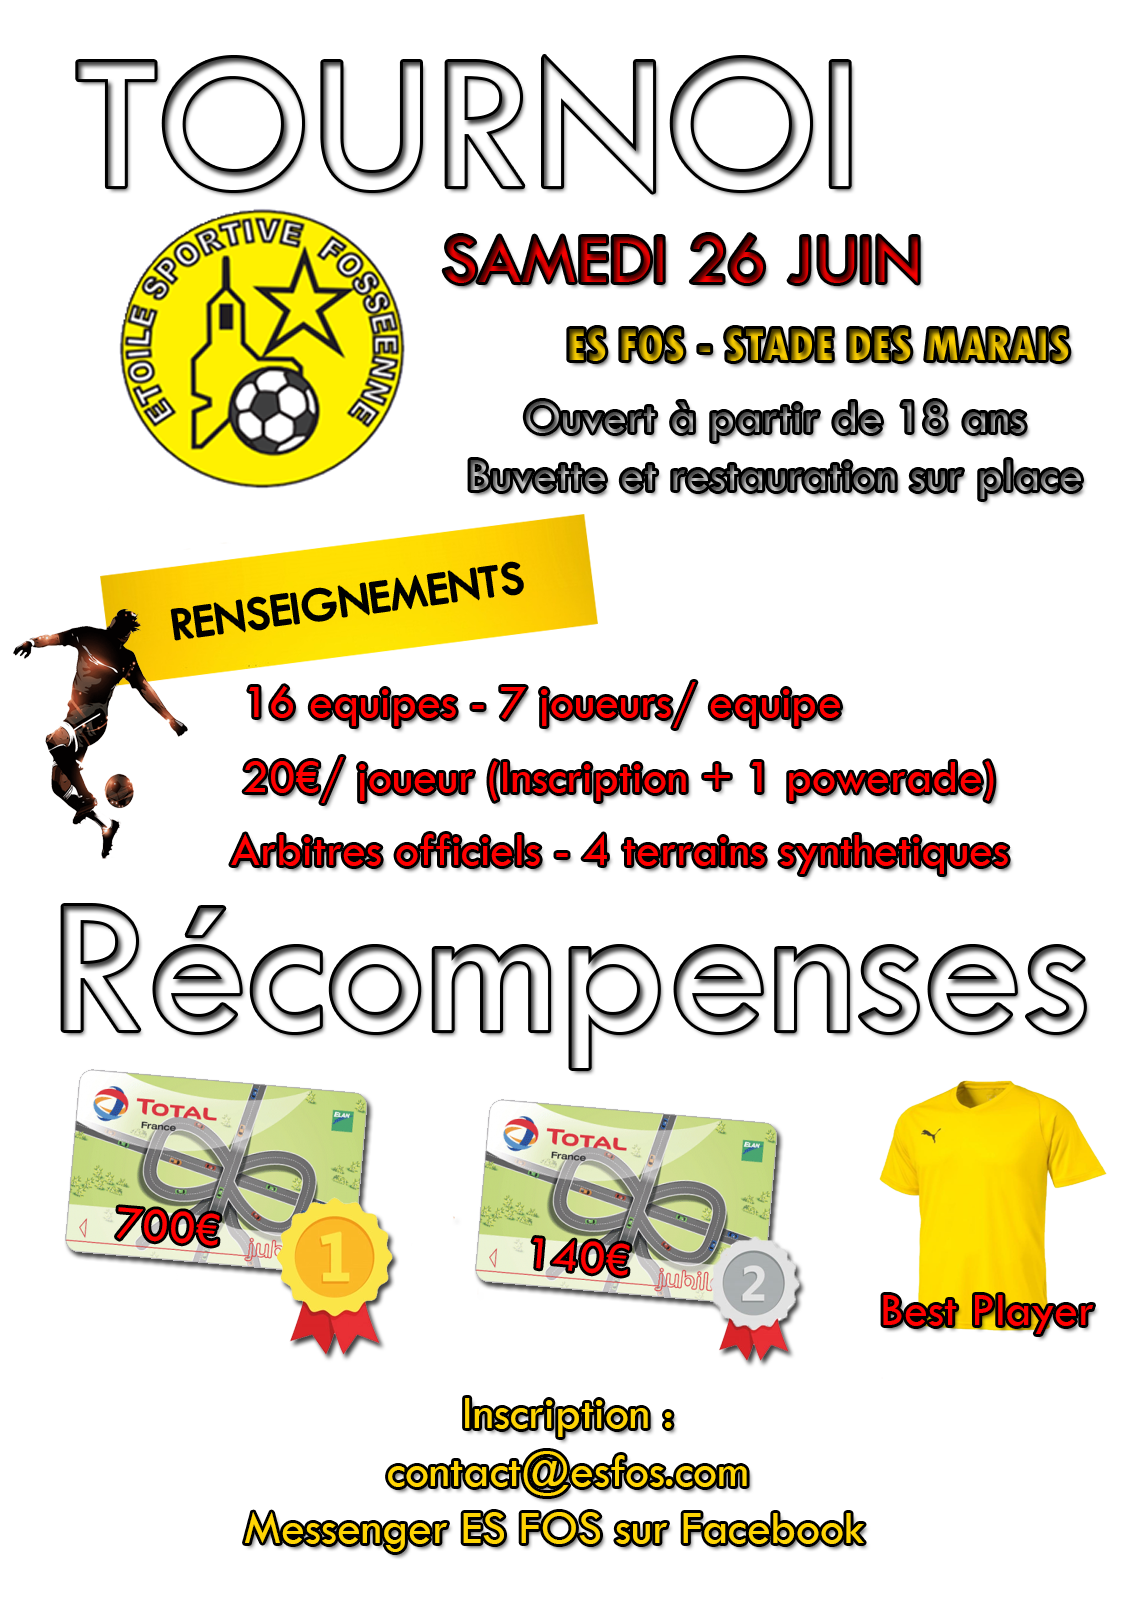 TOURNOI
ETOILE SPORTIVE FOSSEENNE
SAMEDI 26 JUIN
ES FOS - STADE DES MARAIS
Ouvert à partir de 18 ans
Buvette et restauration sur place
RENSEIGNEMENTS
16 equipes - 7 joueurs/ equipe
20€/ joueur (Inscription + 1 powerade)
Arbitres officiels - 4 terrains synthetiques
Récompenses
TOTAL
France
ELAN
700€
1
TOTAL
France
ELAN
140€
2
Best Player
Inscription :
contact@esfos.com
Messenger ES FOS sur Facebook